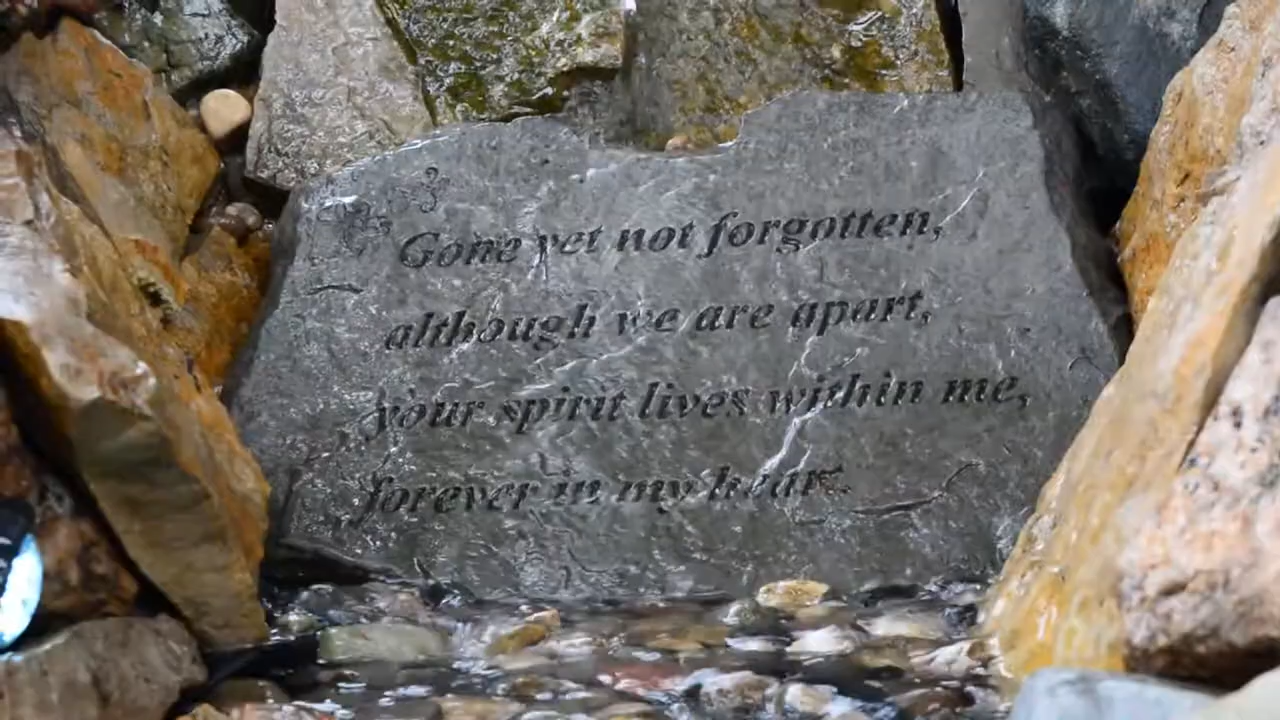 Gone yet not forgotten,
although we are apart,
your spirit lives within me,
forever in my heart.